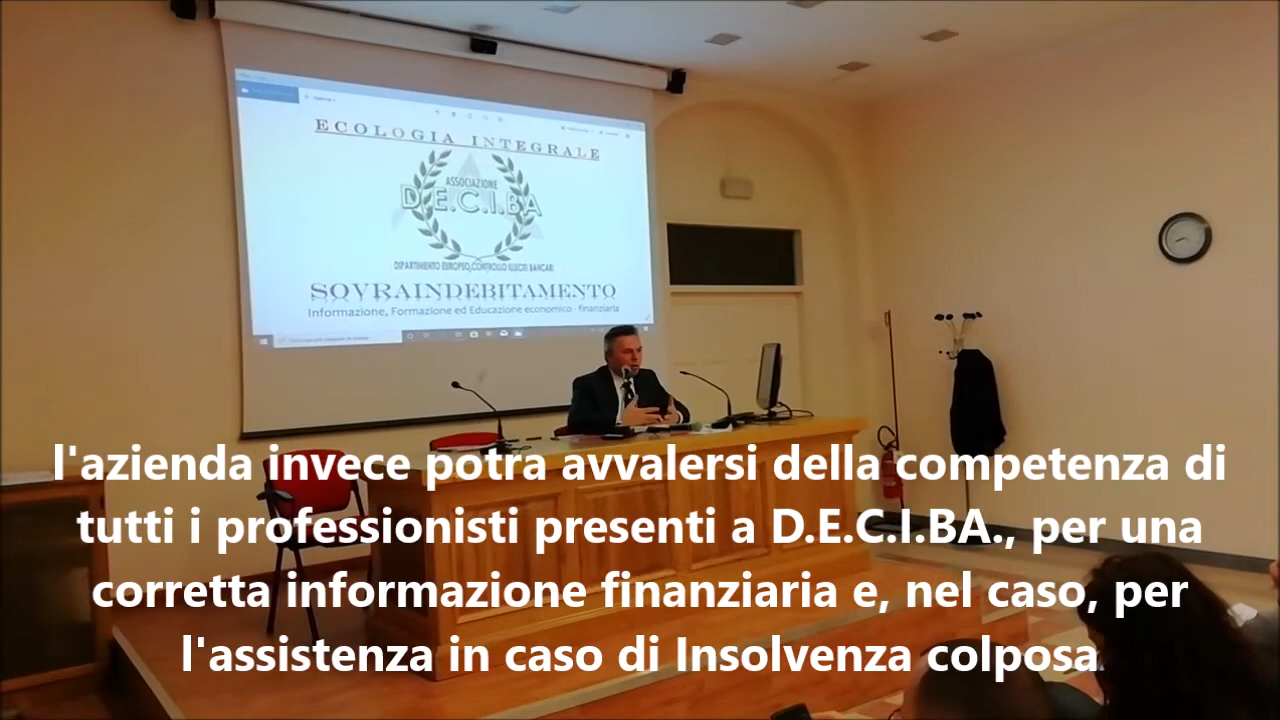 ECOLOGIA INTEGRALE
ASSOCIAZIONE
D.E.C.I.BA
DIPARTIMENTO EUROPEO CONTROLLO ILLECITI BANCARI
SOVRAINDEBITAMENTO
Informazione, Formazione ed Educazione economico - finanziaria
l'azienda invece potra avvalersi della competenza di
tutti i professionisti presenti a D.E.C.I.BA., per una
corretta informazione finanziaria e, nel caso, per
l'assistenza in caso di Insolvenza colposa